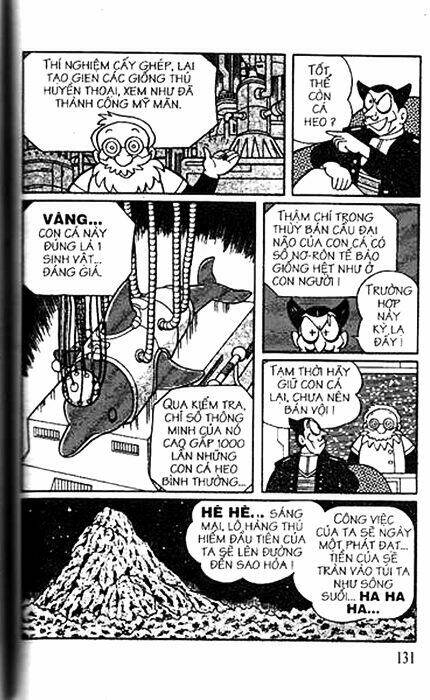 THÍ NGHIỆM CẤY GHÉP, LAI
TẠO GIEN CÁC GIỐNG THÚ
HUYỀN THOẠI, XEM NHƯ ĐÃ
THÀNH CÔNG MỸ MÃN.
TỐT,
THẾ
CÒN
CÁ
HEO ?
VÂNG...
CON CÁ NÀY
ĐÚNG LÀ 1
SINH VẬT...
ĐÁNG GIÁ.
QUA KIỂM TRA,
CHỈ SỐ THÔNG
MINH CỦA NÓ
CAO GẤP 1000
LẦN NHỮNG
CON CÁ HEO
BÌNH THƯỜNG...
THẬM CHÍ TRONG
THÙY BÁN CẦU ĐẠI
NÃO CỦA CON CÁ CÓ
SỐ NƠ-RÔN TẾ BÀO
GIỐNG HỆT NHƯ Ở
CON NGƯỜI !
TRƯỜNG
HỢP
NÀY
KỲ LẠ
ĐẤY !
TẠM THỜI HÃY
GIỮ CON CÁ
LẠI, CHƯA NÊN
BÁN VỘI !
HÊ HÊ... SÁNG
MAI, LÔ HÀNG THÚ
HIẾM ĐẦU TIÊN CỦA
TA SẼ LÊN ĐƯỜNG
ĐẾN SAO HỎA !
CÔNG VIỆC
CỦA TA SẼ NGÀY
MỘT PHÁT ĐẠT...
TIỀN CỦA SẼ
TRÀN VÀO TÚI TA
NHƯ SÔNG
SUỐI... HA HA
HA...
131